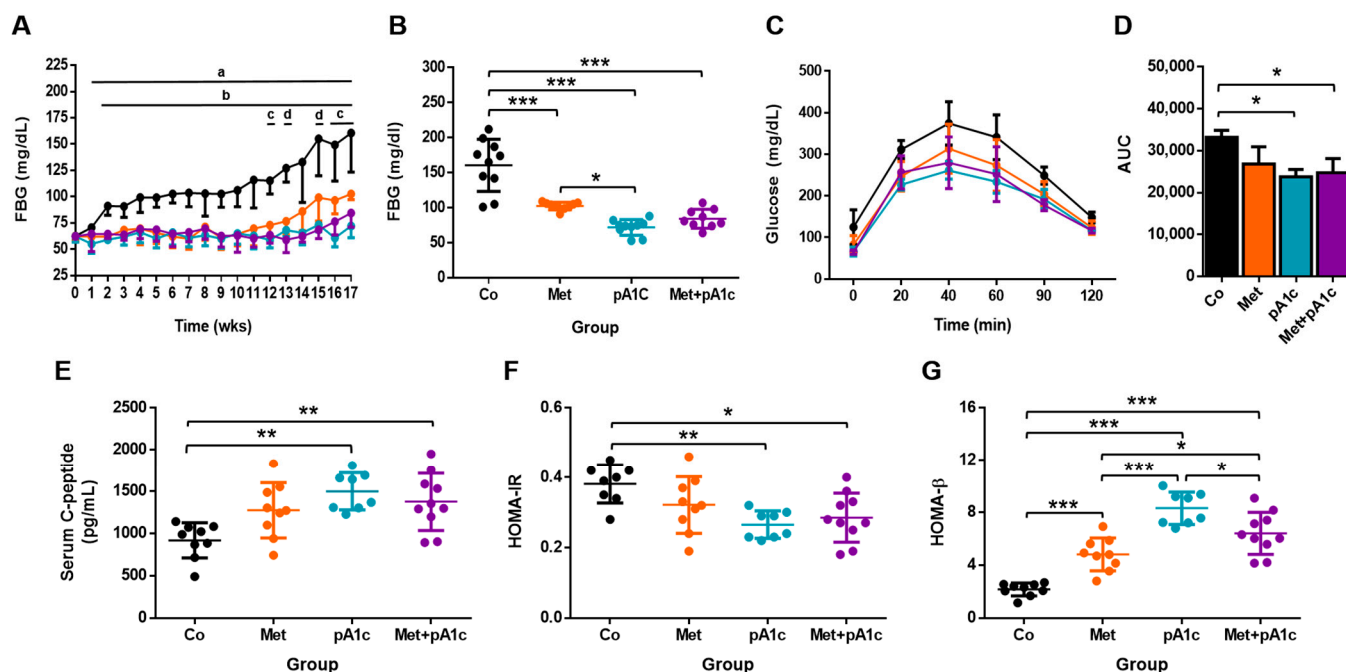 A
FBG (mg/dL)
200
175
150
125
100
75
50
25
a
b
c d d c
0 1 2 3 4 5 6 7 8 9 10 11 12 13 14 15 16 17
Time (wks)
B
FBG (mg/dl)
300
250
200
150
100
50
0
***
***
***
*
Co Met pA1C Met+pA1c
Group
C
Glucose (mg/dL)
500
400
300
200
100
0
0 20 40 60 90 120
Time (min)
D
AUC
50,000
40,000
30,000
20,000
10,000
0
*
*
Co Met pA1c Met+pA1c
E
Serum C-peptide
(pg/mL)
2500
2000
1500
1000
500
0
**
**
Co Met pA1c Met+pA1c
Group
F
HOMA-IR
0.6
0.4
0.2
0.0
*
**
Co Met pA1c Met+pA1c
Group
G
HOMA-β
16
12
8
4
0
***
***
*
*** *
***
Co Met pA1c Met+pA1c
Group